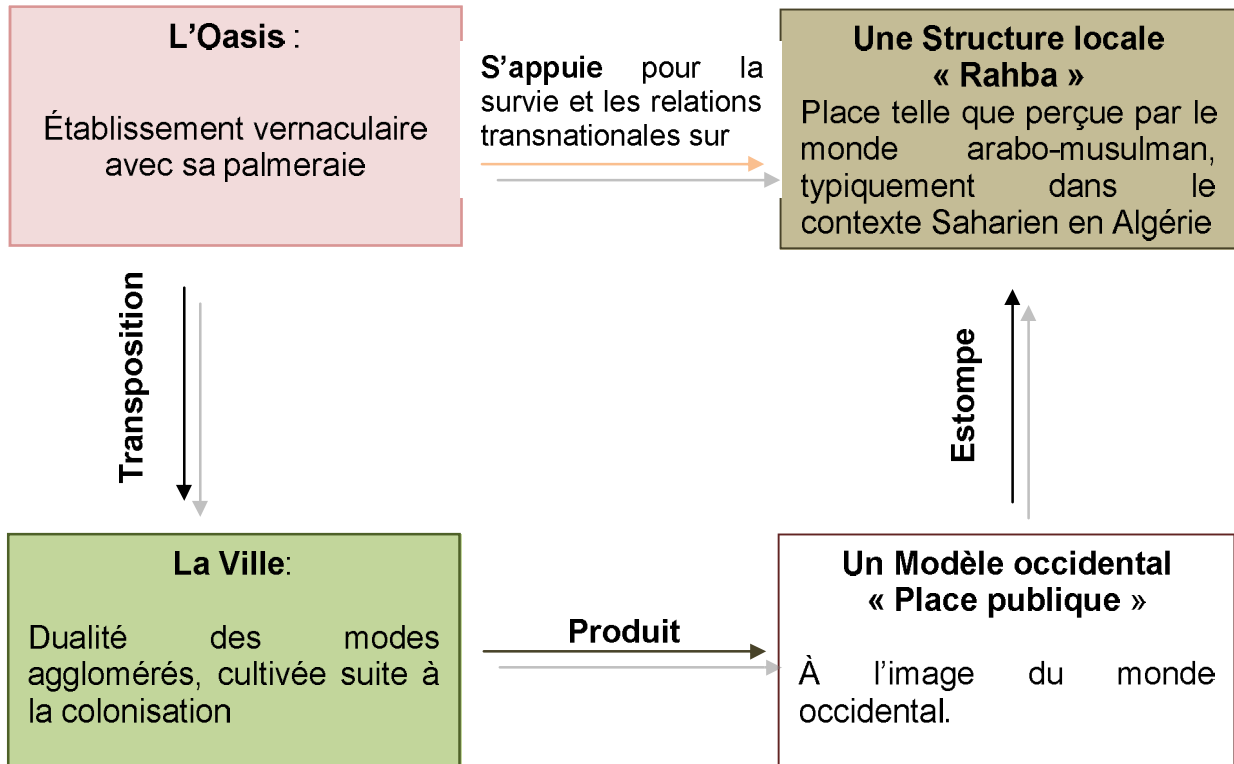 L'Oasis :
Établissement vernaculaire
avec sa palmeraie
S'appuie pour la
survie et les relations
transnationales sur
Une Structure locale
« Rahba »
Place telle que perçue par le
monde arabo-musulman,
typiquement dans le
contexte Saharien en Algérie
Transposition
Estompe
La Ville:
Dualité des modes
agglomérés, cultivée suite à
la colonisation
Produit
Un Modèle occidental
« Place publique »
À l'image du monde
occidental.